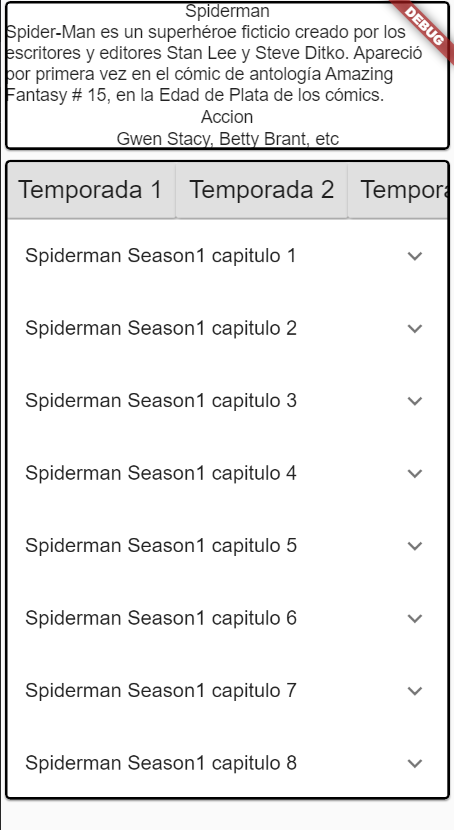 Spiderman
DEBUG
Spider-Man es un superhéroe ficticio creado por los
escritores y editores Stan Lee y Steve Ditko. Apareció
por primera vez en el cómic de antología Amazing
Fantasy # 15, en la Edad de Plata de los cómics.
Accion
Gwen Stacy, Betty Brant, etc
Temporada 1 Temporada 2 Tempora
Spiderman Season1 capitulo 1
Spiderman Season1 capitulo 2
Spiderman Season1 capitulo 3
Spiderman Season1 capitulo 4
Spiderman Season1 capitulo 5
Spiderman Season1 capitulo 6
Spiderman Season1 capitulo 7
Spiderman Season1 capitulo 8